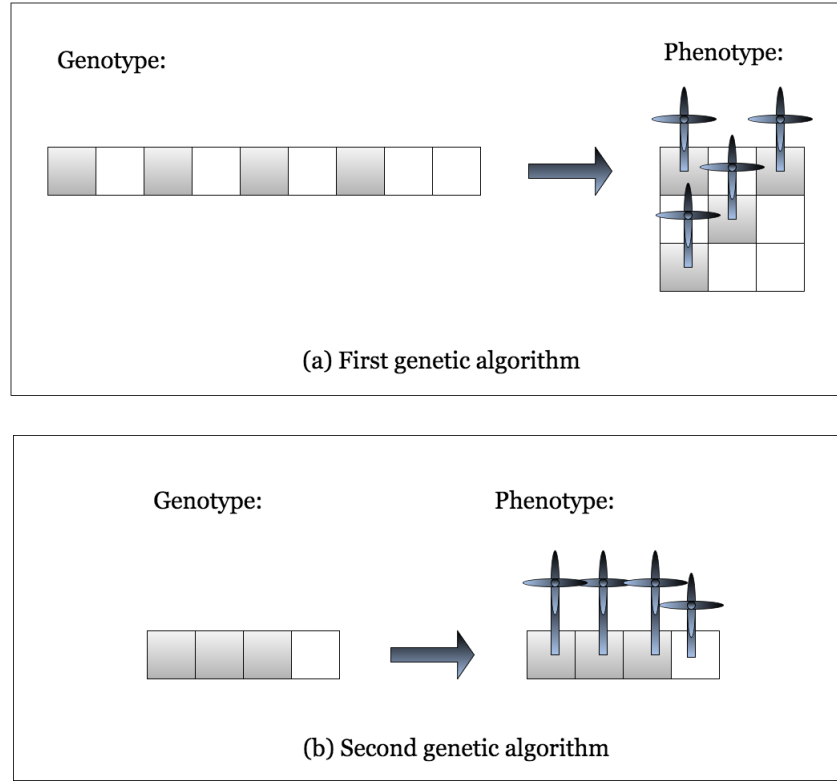 Genotype:
Phenotype:
(a) First genetic algorithm
Genotype:
Phenotype:
(b) Second genetic algorithm